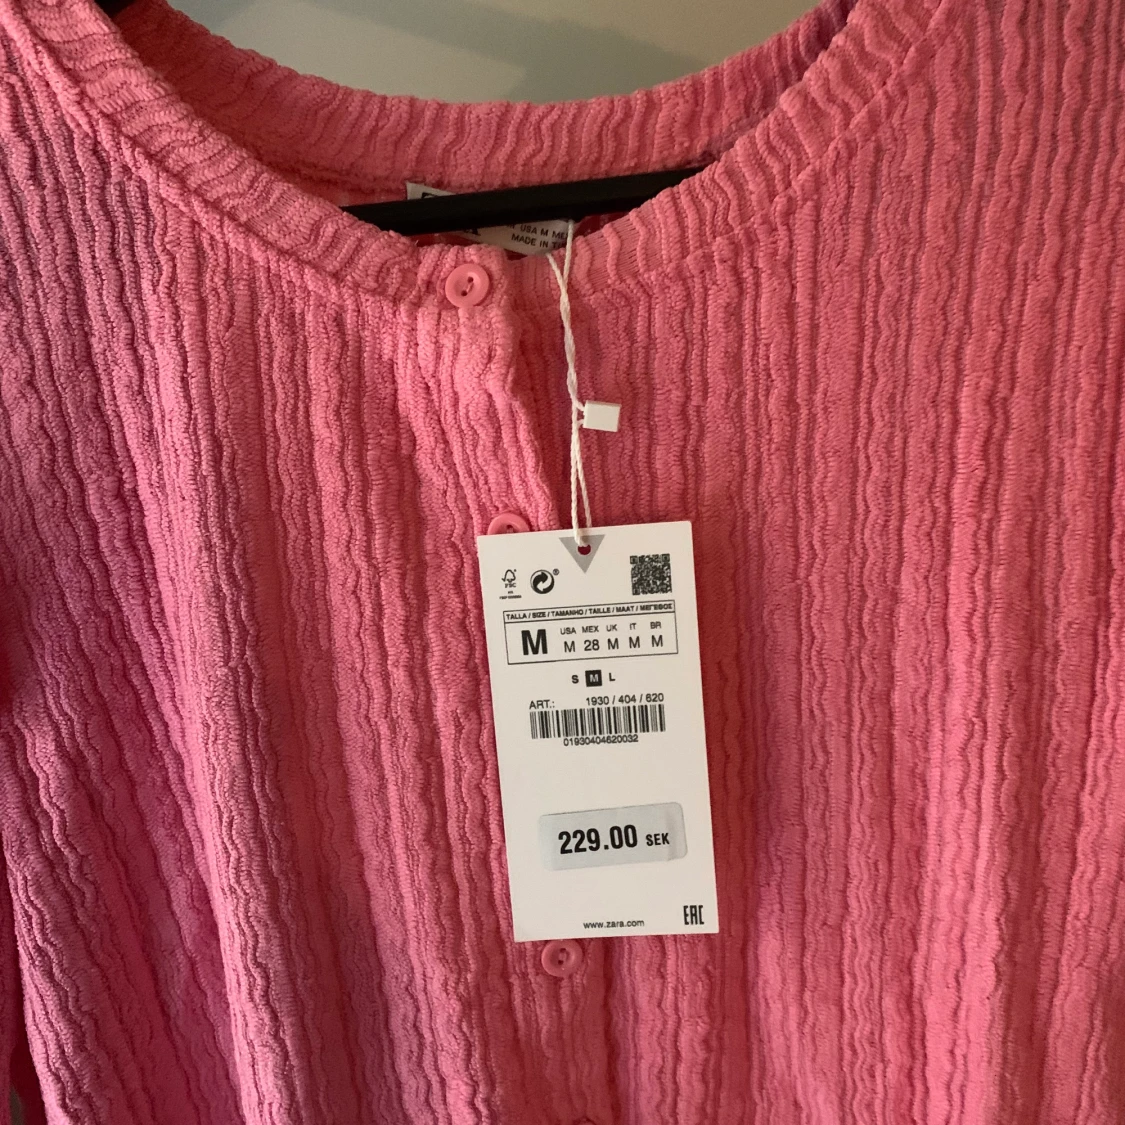 USA M
MADE IN
FSC
TALLA / SIZE / TAMANHO / TAILLE / MAAT / ΜΕΓΕΘΟΣ
M
USA MEX UK IT BR
M 28 M M M
S M L
ART.: 1930 / 404 / 620
01930404620032
229.00 SEK
www.zara.com
EAC